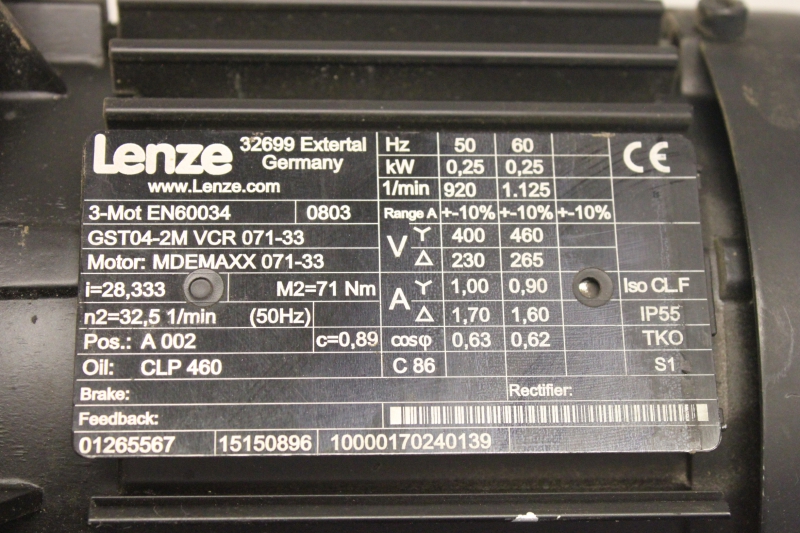 Lenze 32699 Extertal Hz 50 60 CE
Germany kW 0,25 0,25
www.Lenze.com 1/min 920 1.125
3-Mot EN60034 0803 Range A +-10% +-10% +-10%
GST04-2M VCR 071-33 V Y 400 460
Motor: MDEMAXX 071-33 Δ 230 265
i=28,333 M2=71 Nm A Y 1,00 0,90 Iso CL.F
n2=32,5 1/min (50Hz) Δ 1,70 1,60 IP55
Pos.: A 002 c=0,89 cosφ 0,63 0,62 TKO
Oil: CLP 460 C 86 S1
Brake: Rectifier:
Feedback:
01265567 15150896 10000170240139